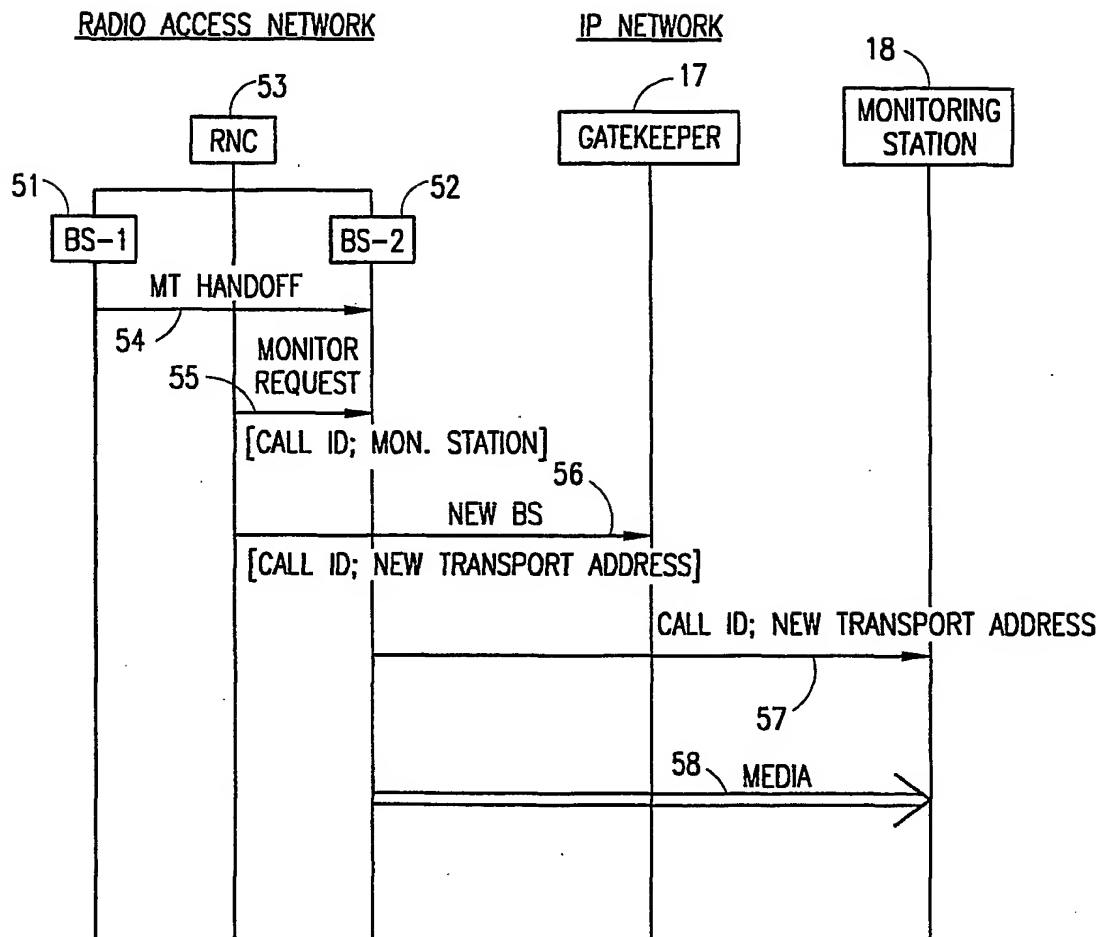 RADIO ACCESS NETWORK
IP NETWORK
53
17
18
RNC
GATEKEEPER
MONITORING
STATION
51
52
BS-1
BS-2
MT HANDOFF
54
MONITOR
REQUEST
55
[CALL ID; MON. STATION]
56
NEW BS
[CALL ID; NEW TRANSPORT ADDRESS]
CALL ID; NEW TRANSPORT ADDRESS
57
58
MEDIA